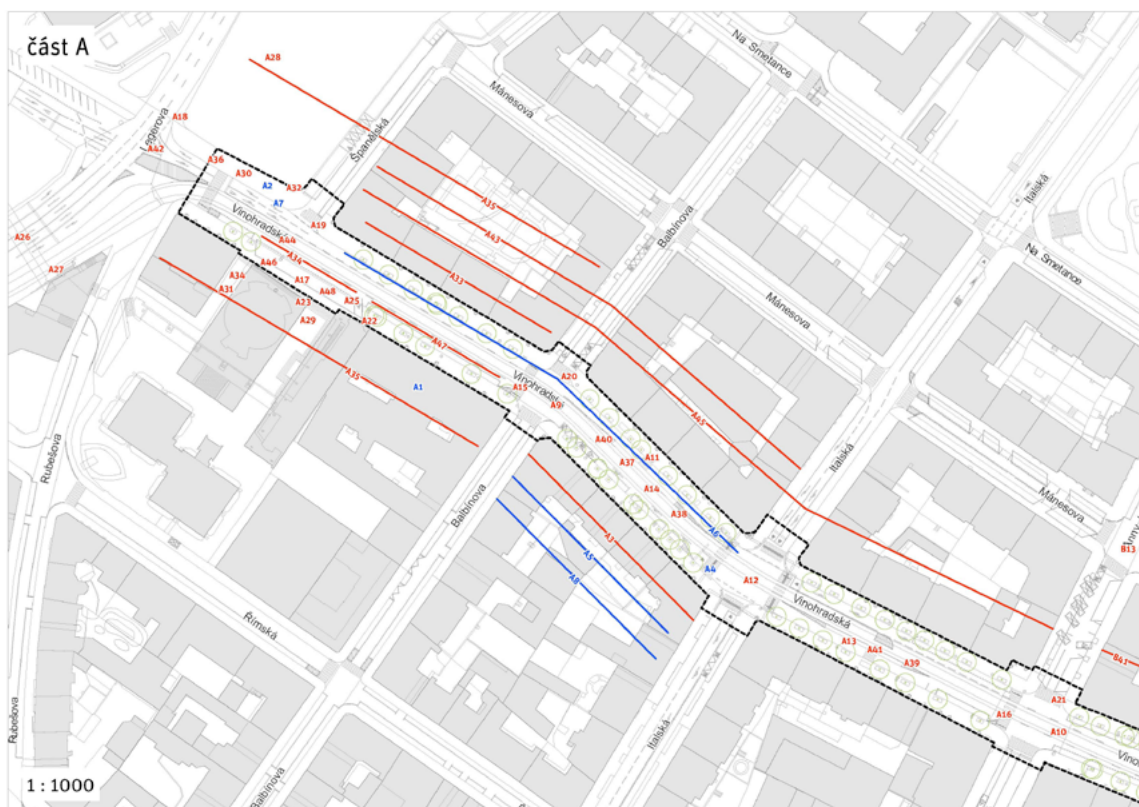 část A
A28
Na Smetance
Mánesova
Legerova
A18
A42
A36
A30
A2
A32
A7
Španělská
A35
Italská
A26
A27
Vinohradská
A19
A44
A43
Balbínova
Na Smetance
A46
A34
A34
A31
A17
A48
A23
A25
A29
A22
A33
Mánesova
A47
A35
A1
A15
Vinohradská
A20
A9
A45
Rubešova
A40
A37
A11
A14
A38
Italská
Mánesova
Balbínova
A3
A5
A8
A6
A4
A12
B13
Vinohradská
Římská
A13
A41
A39
B41
Rubešova
Italská
A21
A16
A10
Balbínova
1 : 1000